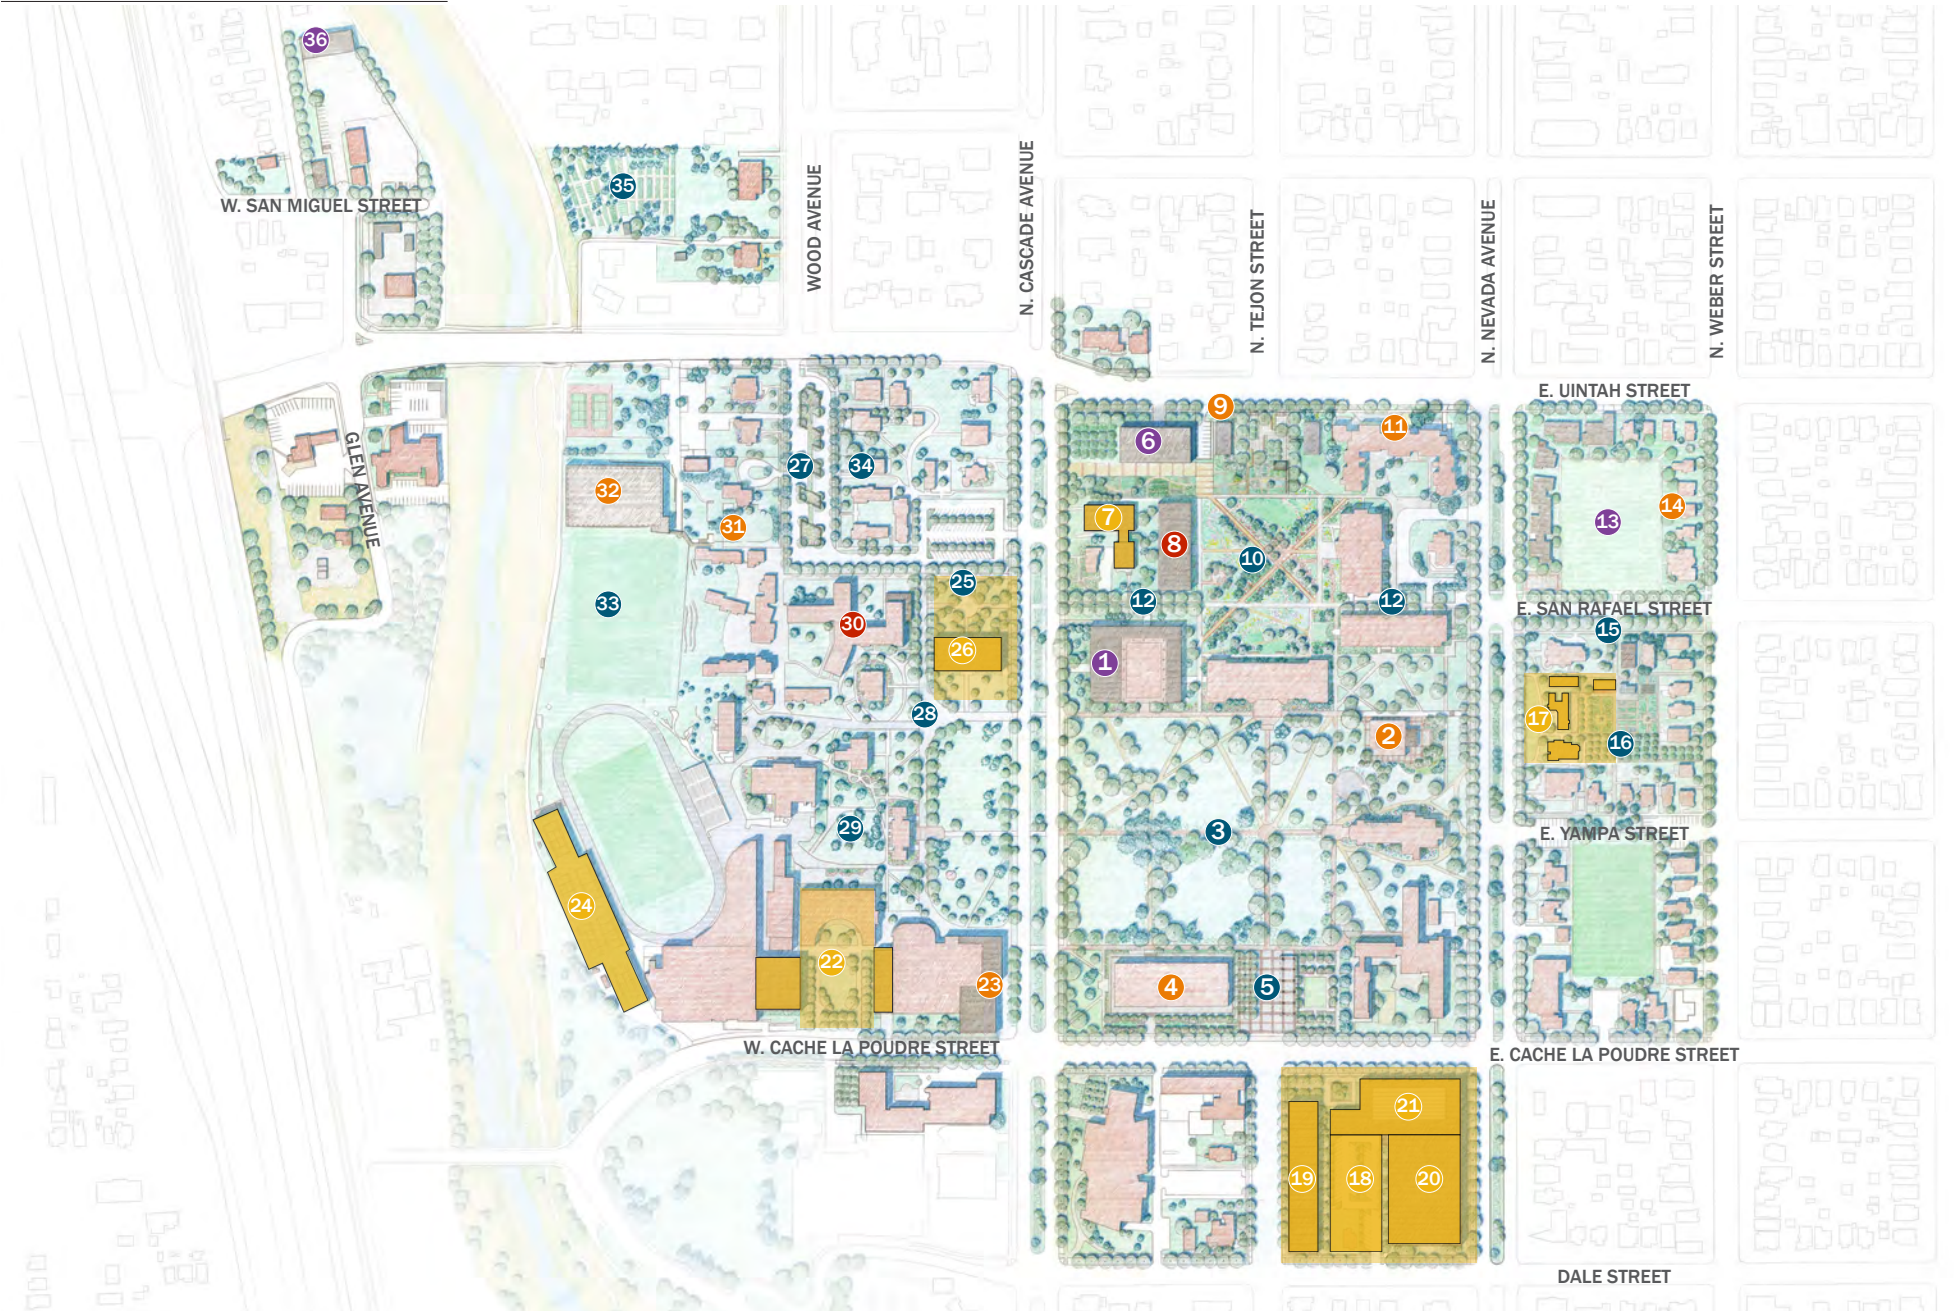 36
35
W. SAN MIGUEL STREET
WOOD AVENUE
N. CASCADE AVENUE
N. TEJON STREET
N. NEVADA AVENUE
N. WEBER STREET
E. UINTAH STREET
9
11
6
GLEN AVENUE
27
34
32
31
7
8
10
13
14
33
25
12
12
E. SAN RAFAEL STREET
30
15
26
1
28
17
2
16
29
3
E. YAMPA STREET
24
22
23
4
5
W. CACHE LA POUDRE STREET
E. CACHE LA POUDRE STREET
21
19
18
20
DALE STREET